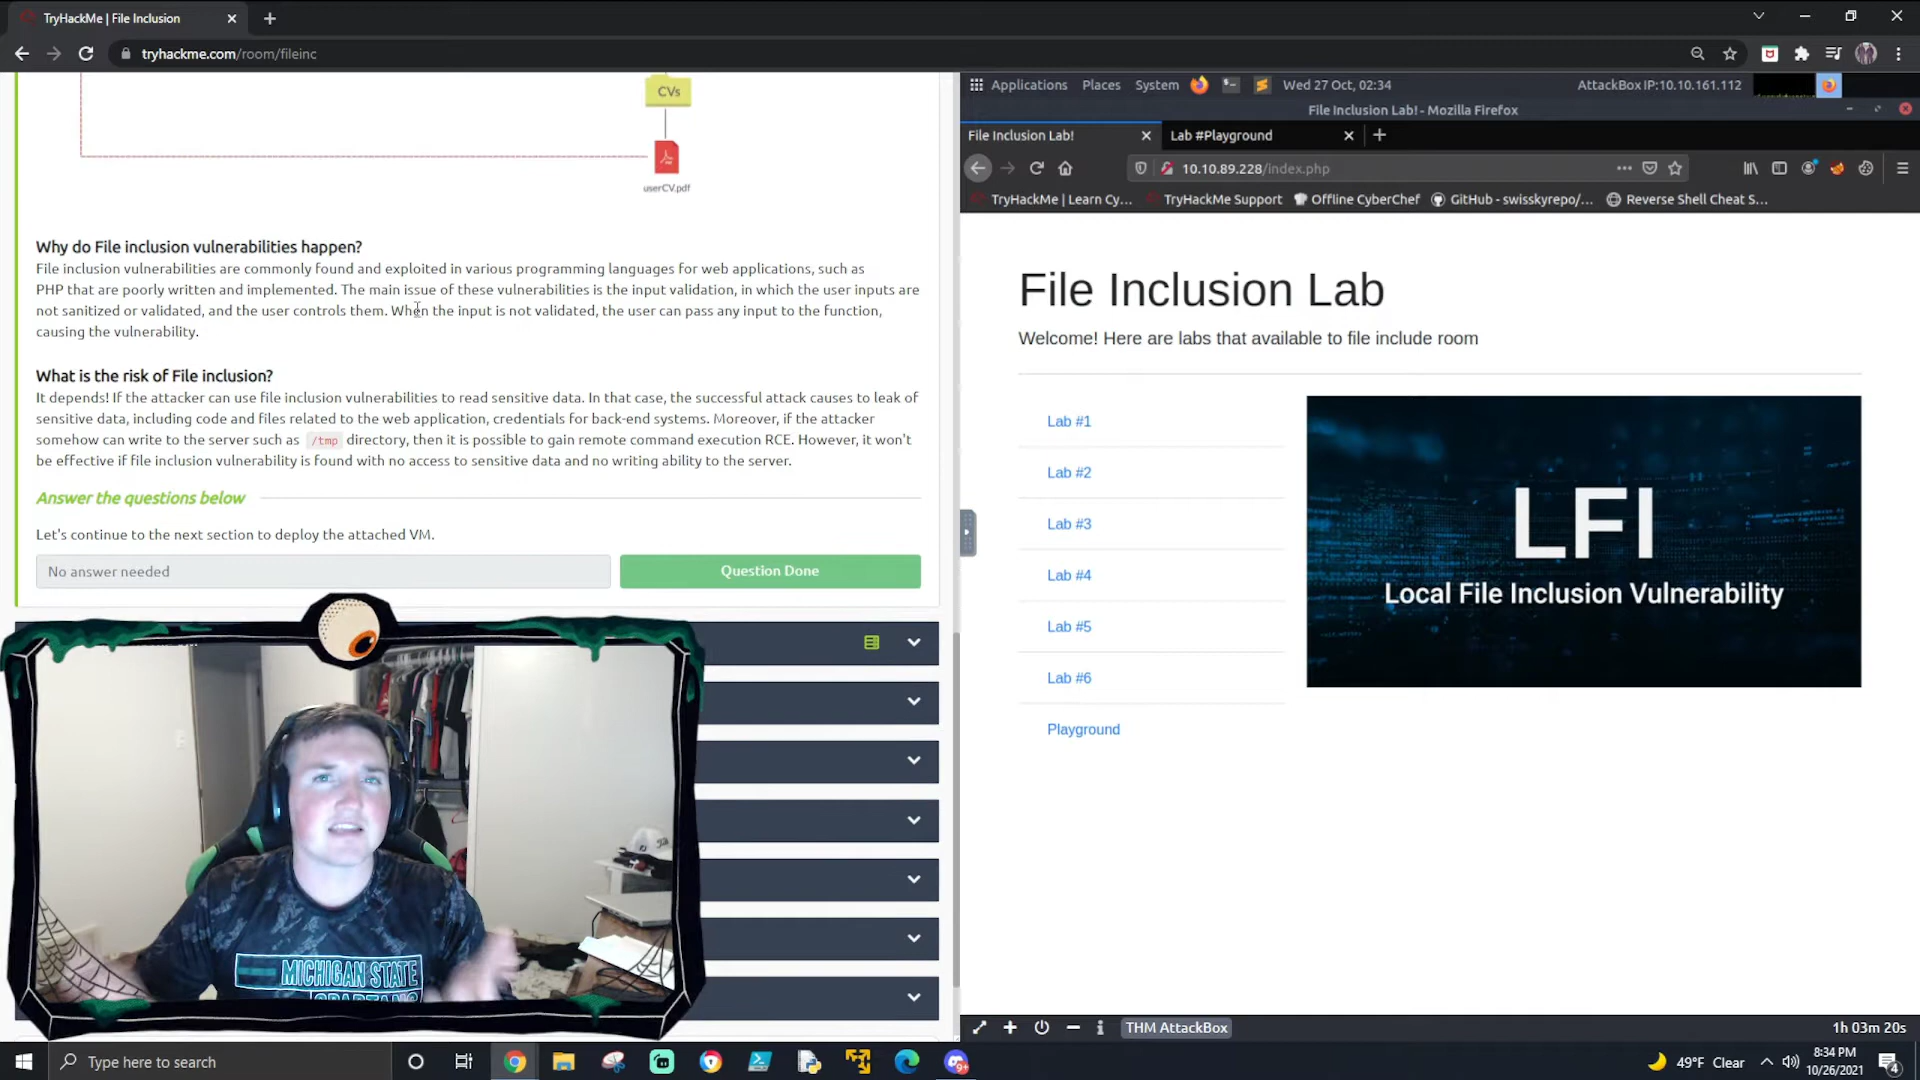 TryHackMe | File Inclusion
tryhackme.com/room/fileinc
CVs
userCV.pdf
Why do File inclusion vulnerabilities happen?
File inclusion vulnerabilities are commonly found and exploited in various programming languages for web applications, such as
PHP that are poorly written and implemented. The main issue of these vulnerabilities is the input validation, in which the user inputs are
not sanitized or validated, and the user controls them. When the input is not validated, the user can pass any input to the function,
causing the vulnerability.
What is the risk of File inclusion?
It depends! If the attacker can use file inclusion vulnerabilities to read sensitive data. In that case, the successful attack causes to leak of
sensitive data, including code and files related to the web application, credentials for back-end systems. Moreover, if the attacker
somehow can write to the server such as /tmp directory, then it is possible to gain remote command execution RCE. However, it won't
be effective if file inclusion vulnerability is found with no access to sensitive data and no writing ability to the server.
Answer the questions below
Let's continue to the next section to deploy the attached VM.
No answer needed
Question Done
MICHIGAN STATE
SPARTANS
Applications Places System Wed 27 Oct, 02:34 AttackBox IP:10.10.161.112
File Inclusion Lab! - Mozilla Firefox
File Inclusion Lab! Lab #Playground
10.10.89.228/index.php
TryHackMe | Learn Cy... TryHackMe Support Offline CyberChef GitHub - swisskyrepo/... Reverse Shell Cheat S...
File Inclusion Lab
Welcome! Here are labs that available to file include room
Lab #1
Lab #2
Lab #3
Lab #4
Lab #5
Lab #6
Playground
LFI
Local File Inclusion Vulnerability
THM AttackBox
1h 03m 20s
Type here to search
9+
49°F Clear
8:34 PM
10/26/2021
4